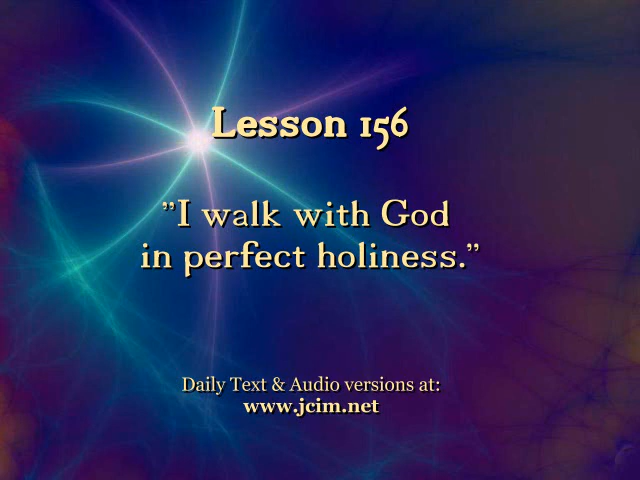 Lesson 156
"I walk with God
in perfect holiness."
Daily Text & Audio versions at:
www.jcim.net